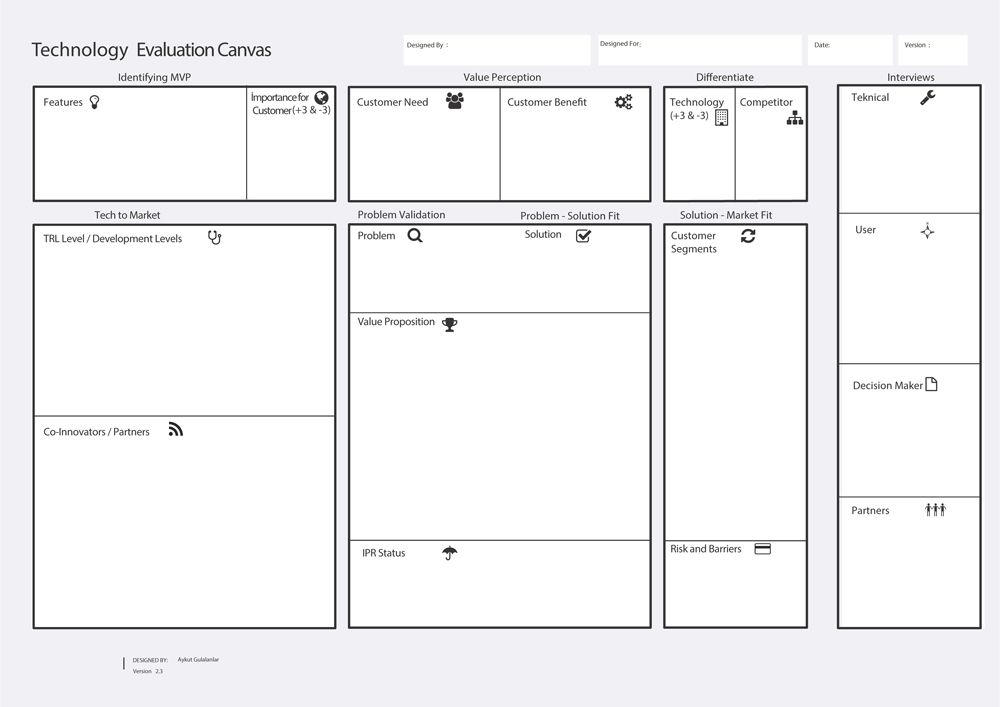 Technology Evaluation Canvas
Designed By :
Designed For:
Date:
Version :
Identifying MVP
Value Perception
Differentiate
Interviews
Features
İmportance for
Customer(+3 & -3)
Customer Need
Customer Benefit
Technology
(+3 & -3)
Competitor
Teknical
Tech to Market
Problem Validation
Problem - Solution Fit
Solution - Market Fit
TRL Level / Development Levels
Problem
Solution
Customer
Segments
User
Value Proposition
Decision Maker
Co-Innovators / Partners
Partners
IPR Status
Risk and Barriers
DESIGNED BY: Aykut Gulalanlar
Version 2.3